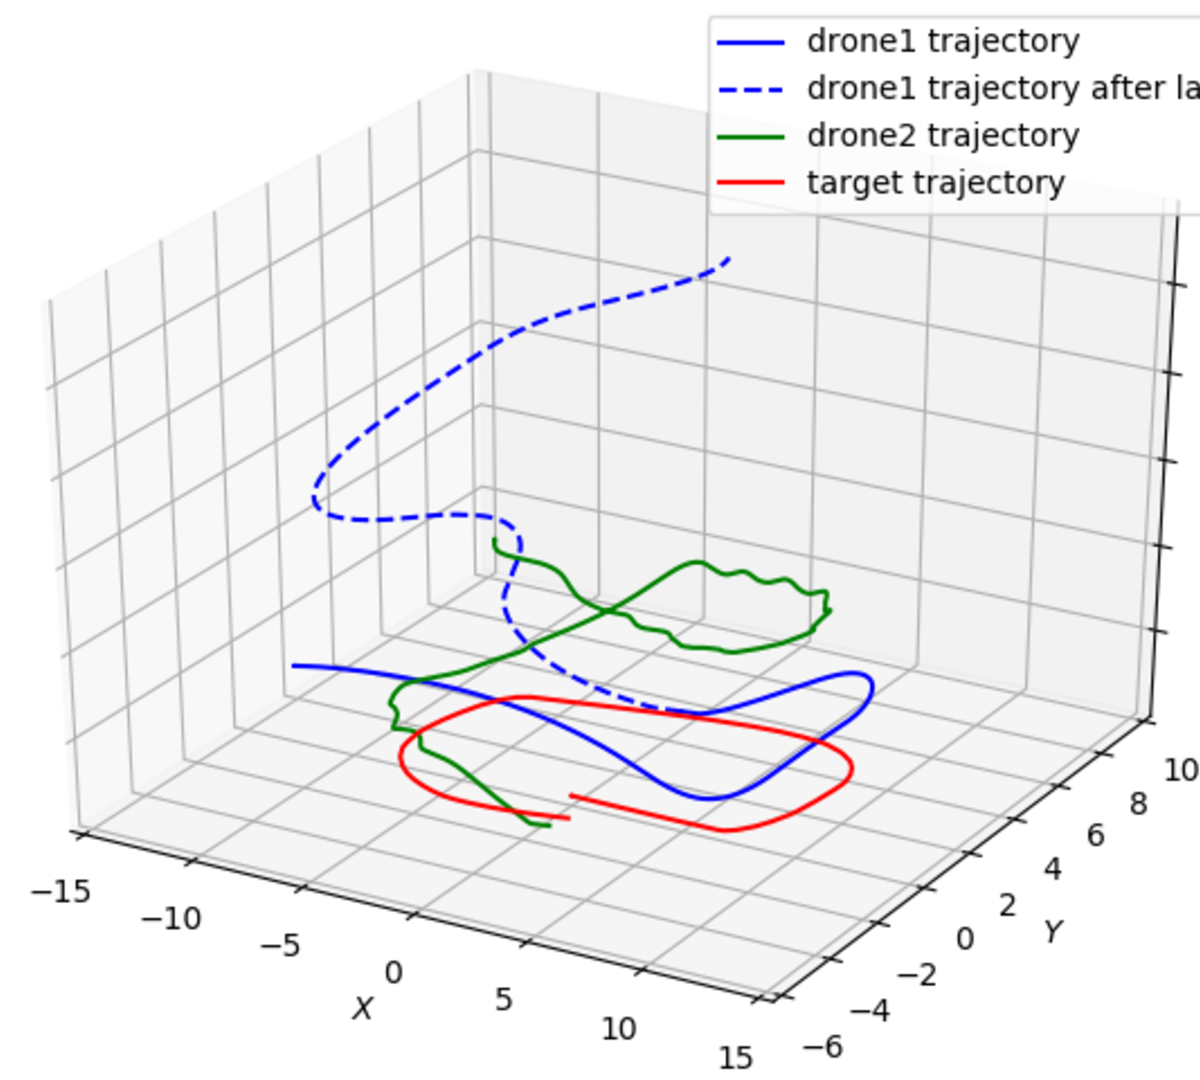 drone1 trajectory
drone1 trajectory after la
drone2 trajectory
target trajectory
−15
−10
−5
0
5
10
15
X
−6
−4
−2
0
2
4
6
8
10
Y